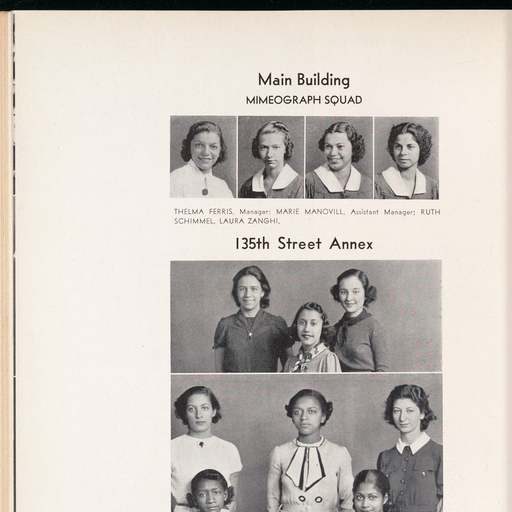 Main Building
MIMEOGRAPH SQUAD
THELMA FERRIS, Manager; MARIE MANOVILL, Assistant Manager; RUTH
SCHIMMEL, LAURA ZANGHI.
135th Street Annex